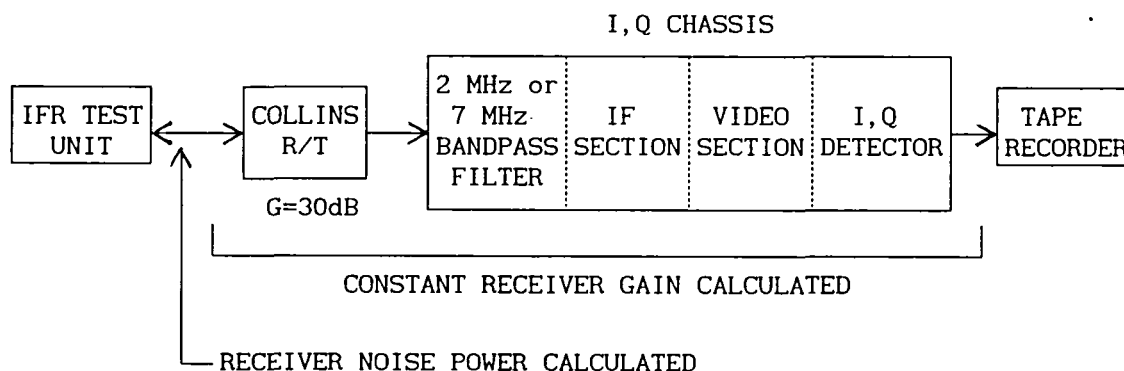 I,Q CHASSIS
IFR TEST
UNIT
COLLINS
R/T
G=30dB
2 MHz or
7 MHz
BANDPASS
FILTER
IF
SECTION
VIDEO
SECTION
I,Q
DETECTOR
TAPE
RECORDER
CONSTANT RECEIVER GAIN CALCULATED
RECEIVER NOISE POWER CALCULATED